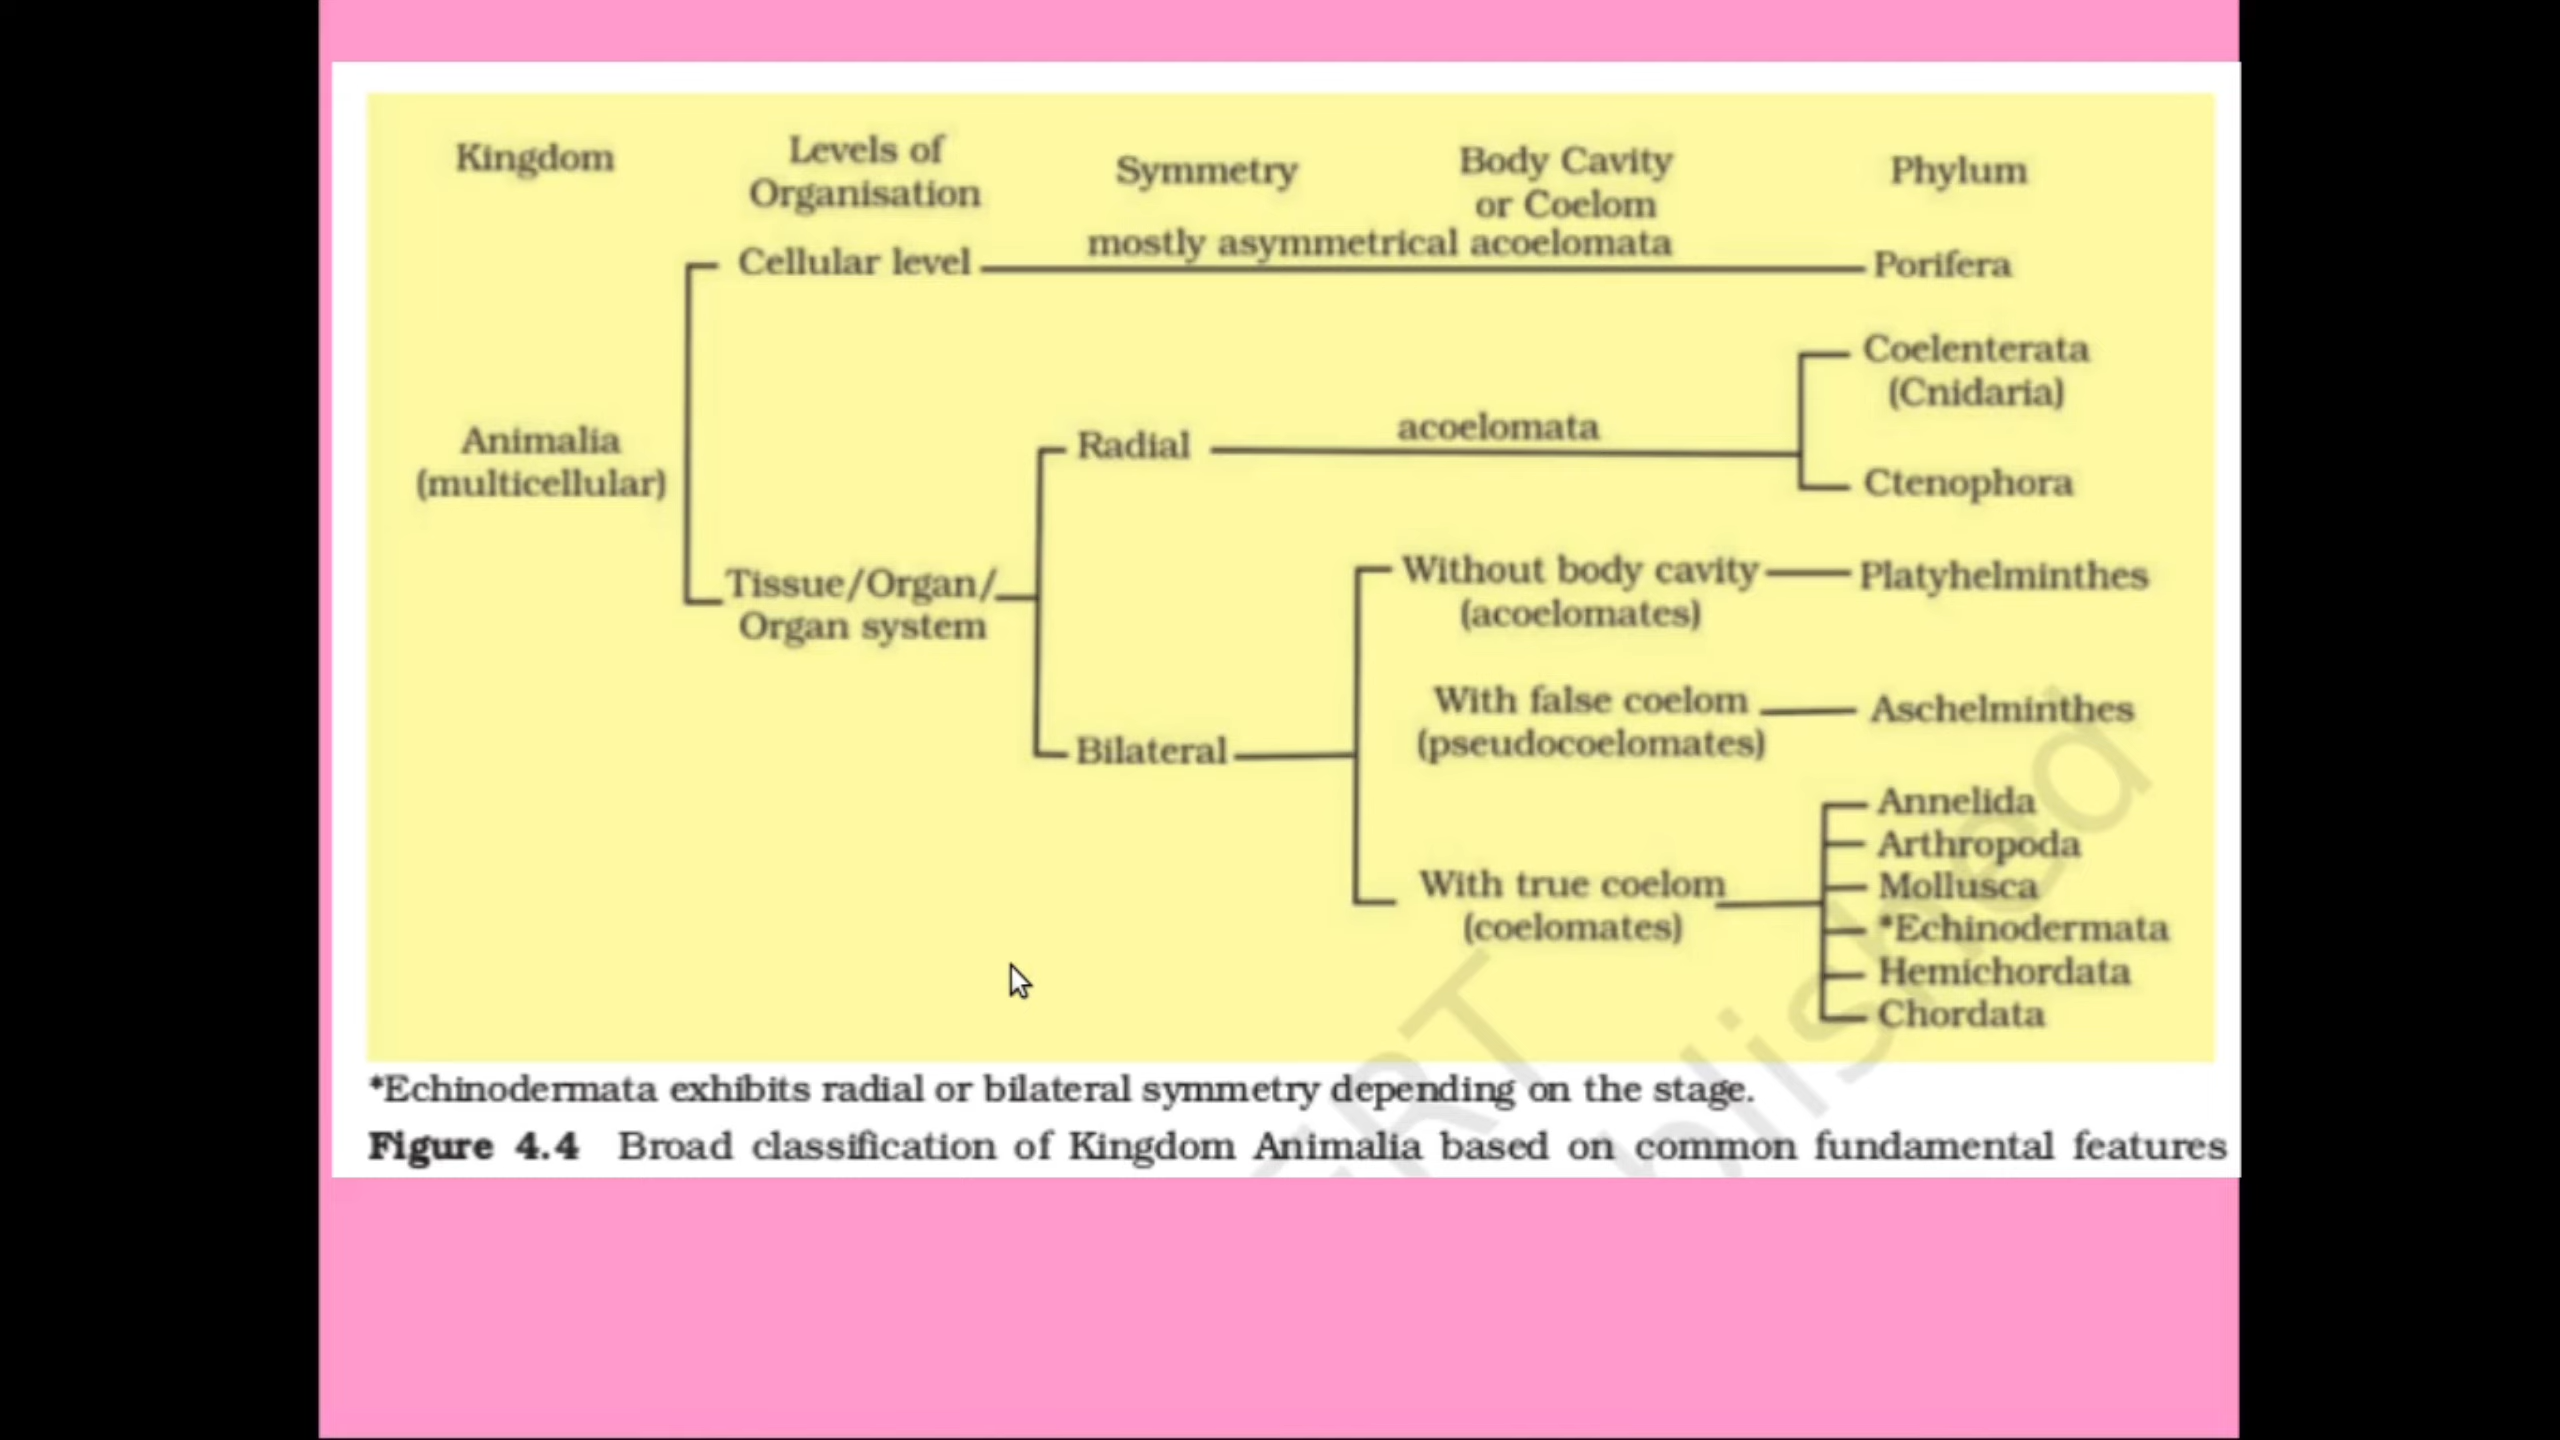 Kingdom
Levels of
Organisation
Symmetry
Body Cavity
or Coelom
Phylum
Cellular level
mostly asymmetrical acoelomata
Porifera
Coelenterata
(Cnidaria)
Animalia
(multicellular)
Radial
acoelomata
Ctenophora
Tissue/Organ/
Organ system
Without body cavity
(acoelomates)
Platyhelminthes
With false coelom
(pseudocoelomates)
Aschelminthes
Bilateral
With true coelom
(coelomates)
Annelida
Arthropoda
Mollusca
*Echinodermata
Hemichordata
Chordata
*Echinodermata exhibits radial or bilateral symmetry depending on the stage.
Figure 4.4 Broad classification of Kingdom Animalia based on common fundamental features